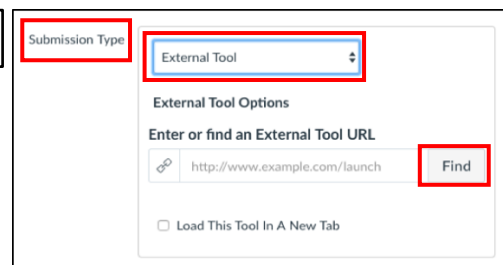 Submission Type
External Tool
External Tool Options
Enter or find an External Tool URL
http://www.example.com/launch Find
Load This Tool In A New Tab